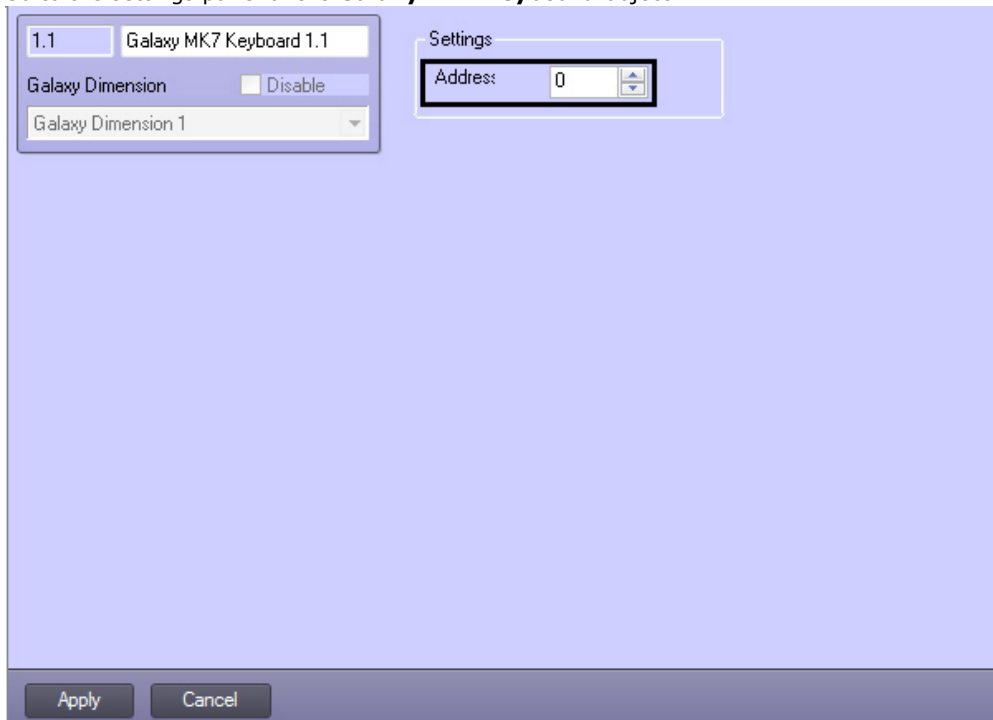 1.1
Galaxy MK7 Keyboard 1.1
Galaxy Dimension
Disable
Galaxy Dimension 1
Settings
Address
0
Apply
Cancel